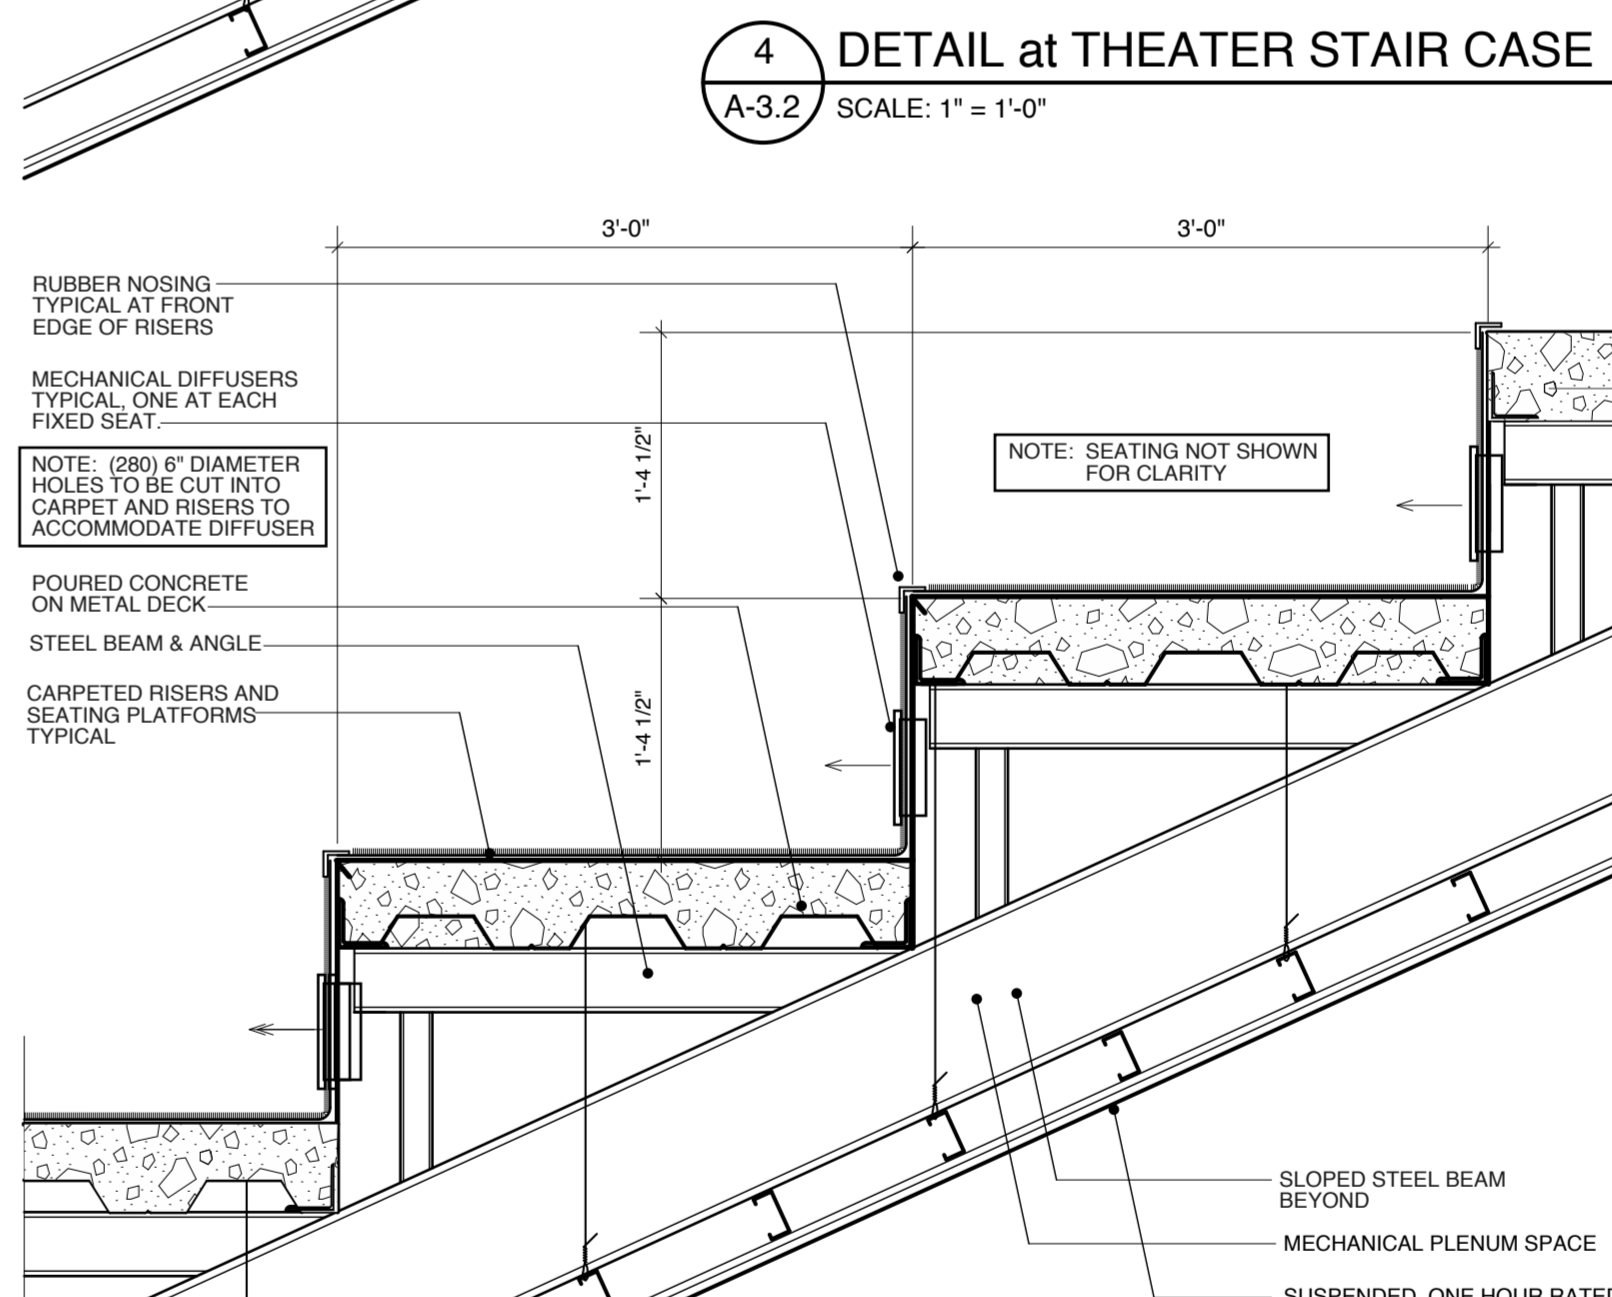 4
A-3.2
DETAIL at THEATER STAIR CASE
SCALE: 1" = 1'-0"
3'-0"
3'-0"
RUBBER NOSING
TYPICAL AT FRONT
EDGE OF RISERS
MECHANICAL DIFFUSERS
TYPICAL, ONE AT EACH
FIXED SEAT.
NOTE: (280) 6" DIAMETER
HOLES TO BE CUT INTO
CARPET AND RISERS TO
ACCOMMODATE DIFFUSER
POURED CONCRETE
ON METAL DECK
STEEL BEAM & ANGLE
CARPETED RISERS AND
SEATING PLATFORMS
TYPICAL
1'-4 1/2"
1'-4 1/2"
NOTE: SEATING NOT SHOWN
FOR CLARITY
SLOPED STEEL BEAM
BEYOND
MECHANICAL PLENUM SPACE
SUSPENDED, ONE HOUR RATED